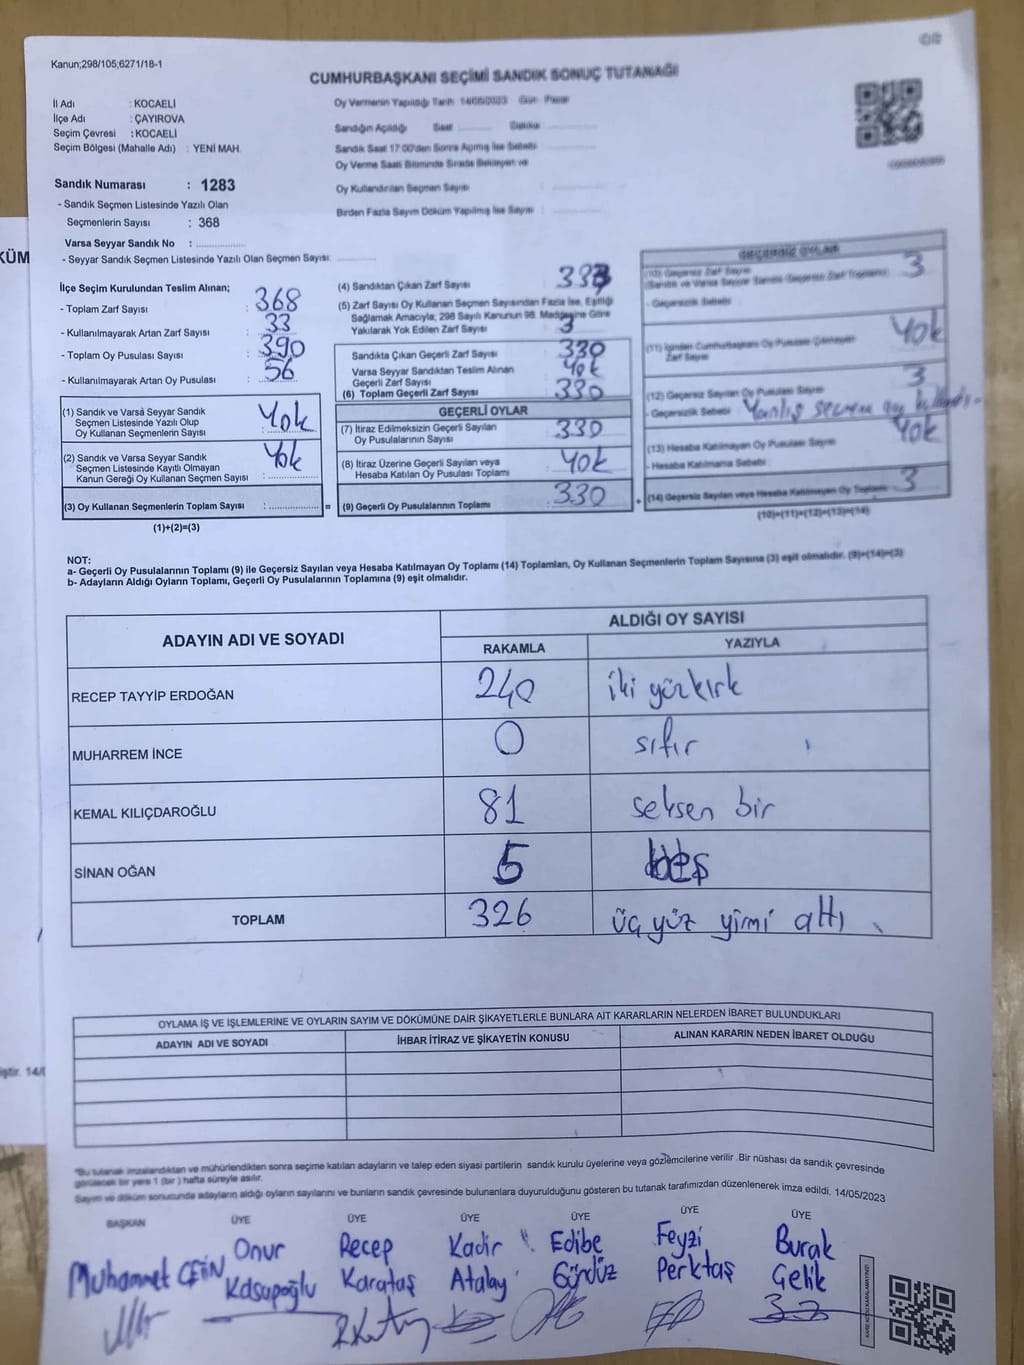 Kanun;298/105;6271/18-1
CUMHURBAŞKANI SEÇİMİ SANDIK SONUÇ TUTANAĞI
İl Adı : KOCAELİ
İlçe Adı : ÇAYIROVA
Seçim Çevresi : KOCAELİ
Seçim Bölgesi (Mahalle Adı) : YENİ MAH.
Sandık Numarası : 1283
- Sandık Seçmen Listesinde Yazılı Olan
Seçmenlerin Sayısı : 368
Varsa Seyyar Sandık No :
- Seyyar Sandık Seçmen Listesinde Yazılı Olan Seçmen Sayısı:
Oy Vermenin Yapıldığı Tarih: 14/05/2023 Gün: Pazar
Sandığın Açıldığı Saat Dakika
Sandık Saat 17:00'den Sonra Açılmış İse Sebebi
Oy Verme Saati Bitiminde Sırada Bekleyen ve
Oy Kullandırılan Seçmen Sayısı :
Birden Fazla Sayım Döküm Yapılmış İse Sayısı :
İlçe Seçim Kurulundan Teslim Alınan;
- Toplam Zarf Sayısı : 368
- Kullanılmayarak Artan Zarf Sayısı : 33
- Toplam Oy Pusulası Sayısı : 390
- Kullanılmayarak Artan Oy Pusulası : 56
(1) Sandık ve Varsa Seyyar Sandık
Seçmen Listesinde Yazılı Olup
Oy Kullanan Seçmenlerin Sayısı Yok
(2) Sandık ve Varsa Seyyar Sandık
Seçmen Listesinde Kayıtlı Olmayan
Kanun Gereği Oy Kullanan Seçmen Sayısı : Yok
(3) Oy Kullanan Seçmenlerin Toplam Sayısı : =
(1)+(2)=(3)
(4) Sandıktan Çıkan Zarf Sayısı 333
(5) Zarf Sayısı Oy Kullanan Seçmen Sayısından Fazla İse, Eşitliği
Sağlamak Amacıyla; 298 Sayılı Kanunun 98. Maddesine Göre
Yakılarak Yok Edilen Zarf Sayısı 3
Sandıkta Çıkan Geçerli Zarf Sayısı 330
Varsa Seyyar Sandıktan Teslim Alınan
Geçerli Zarf Sayısı Yok
(6) Toplam Geçerli Zarf Sayısı 330
GEÇERLİ OYLAR
(7) İtiraz Edilmeksizin Geçerli Sayılan
Oy Pusulalarının Sayısı 330
(8) İtiraz Üzerine Geçerli Sayılan veya
Hesaba Katılan Oy Pusulası Toplamı YOK
(9) Geçerli Oy Pusulalarının Toplamı 330 +
GEÇERSİZ OYLAR
(10) Geçersiz Zarf Sayısı 3
- Geçersizlik Sebebi :
(11) İçinden Cumhurbaşkanı Oy Pusulası Çıkmayan
Zarf Sayısı Yok
(12) Geçersiz Sayılan Oy Pusulası Sayısı 3
- Geçersizlik Sebebi : Yanlış seçmen oy
(13) Hesaba Katılmayan Oy Pusulası Sayısı Yok
- Hesaba Katılmama Sebebi :
(14) Geçersiz Sayılan veya Hesaba Katılmayan Oy Toplamı 3
(10)+(11)+(12)+(13)=(14)
NOT:
a- Geçerli Oy Pusulalarının Toplamı (9) ile Geçersiz Sayılan veya Hesaba Katılmayan Oy Toplamı (14) Toplamları, Oy Kullanan Seçmenlerin Toplam Sayısına (3) eşit olmalıdır. (9)+(14)=(3)
b- Adayların Aldığı Oyların Toplamı, Geçerli Oy Pusulalarının Toplamına (9) eşit olmalıdır.
ADAYIN ADI VE SOYADI ALDIĞI OY SAYISI
RAKAMLA YAZIYLA
RECEP TAYYİP ERDOĞAN 240 iki yüzkırk
MUHARREM İNCE 0 sıfır
KEMAL KILIÇDAROĞLU 81 seksen bir
SİNAN OĞAN 5 beş
TOPLAM 326 üç yüz yirmi altı
OYLAMA İŞ VE İŞLEMLERİNE VE OYLARIN SAYIM VE DÖKÜMÜNE DAİR ŞİKAYETLERLE BUNLARA AİT KARARLARIN NELERDEN İBARET BULUNDUKLARI
ADAYIN ADI VE SOYADI İHBAR İTİRAZ VE ŞİKAYETİN KONUSU ALINAN KARARIN NEDEN İBARET OLDUĞU
"Bu tutanak imzalandıktan ve mühürlendikten sonra seçime katılan adayların ve talep eden siyasi partilerin sandık kurulu üyelerine veya gözlemcilerine verilir .Bir nüshası da sandık çevresinde
görülecek bir yere 1 (bir ) hafta süreyle asılır.
Sayım ve döküm sonucunda adayların aldığı oyların sayılarını ve bunların sandık çevresinde bulunanlara duyurulduğunu gösteren bu tutanak tarafımızdan düzenlenerek imza edildi. 14/05/2023
BAŞKAN ÜYE ÜYE ÜYE ÜYE ÜYE ÜYE
Muhammet ÇETİN Onur Kasapoğlu Recep Karataş Kadir Atalay Edibe Gündüz Feyzi Perktaş Burak Çelik
KÜM
iştir. 14/0